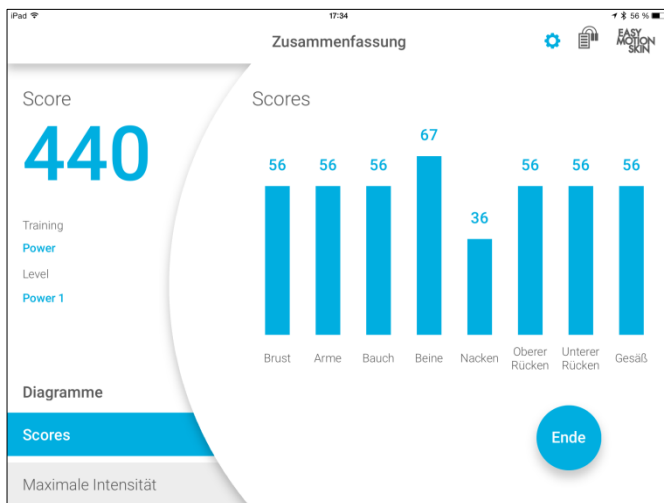 iPad 17:34 56 %
Zusammenfassung
EASY
MOTION
SKIN
Score
440
Training
Power
Level
Power 1
Diagramme
Scores
Maximale Intensität
Scores
56 56 56 67 36 56 56 56
Brust Arme Bauch Beine Nacken Oberer Rücken Unterer Rücken Gesäß
Ende